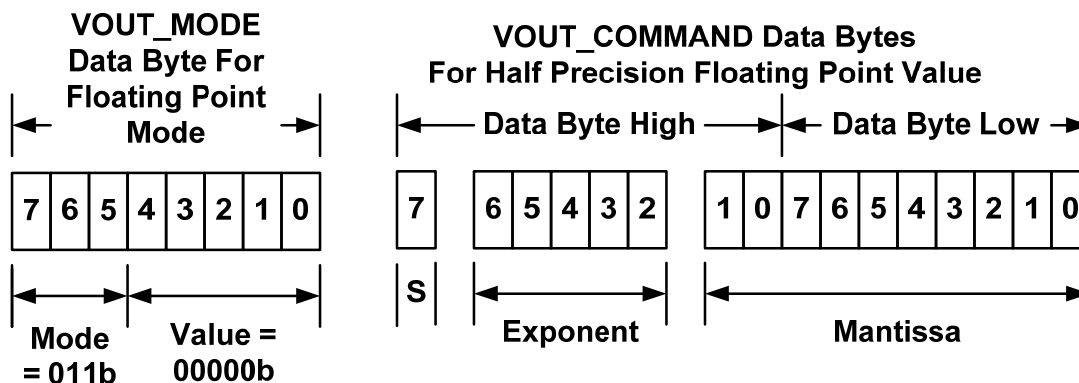 VOUT_MODE
Data Byte For
Floating Point
Mode
7 6 5 4 3 2 1 0
Mode
= 011b
Value =
00000b
VOUT_COMMAND Data Bytes
For Half Precision Floating Point Value
Data Byte High
Data Byte Low
7
6 5 4 3 2
1 0 7 6 5 4 3 2 1 0
S
Exponent
Mantissa